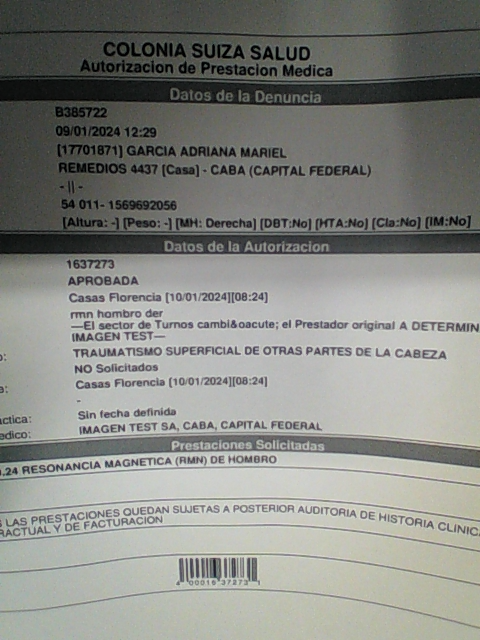 COLONIA SUIZA SALUD
Autorizacion de Prestacion Medica
Datos de la Denuncia
B385722
09/01/2024 12:29
[17701871] GARCIA ADRIANA MARIEL
REMEDIOS 4437 [Casa] - CABA (CAPITAL FEDERAL)
- || -
54 011- 1569692056
[Altura: -] [Peso: -] [MH: Derecha] [DBT:No] [HTA:No] [Cla:No] [IM:No]
Datos de la Autorizacion
1637273
APROBADA
Casas Florencia [10/01/2024][08:24]
rmn hombro der
—El sector de Turnos cambi&oacute; el Prestador original A DETERMIN
IMAGEN TEST—
o: TRAUMATISMO SUPERFICIAL DE OTRAS PARTES DE LA CABEZA
NO Solicitados
e: Casas Florencia [10/01/2024][08:24]
-
actica: Sin fecha definida
edico: IMAGEN TEST SA, CABA, CAPITAL FEDERAL
Prestaciones Solicitadas
.24 RESONANCIA MAGNETICA (RMN) DE HOMBRO
S LAS PRESTACIONES QUEDAN SUJETAS A POSTERIOR AUDITORIA DE HISTORIA CLINICA
RACTUAL Y DE FACTURACION
4 00016 37273 1